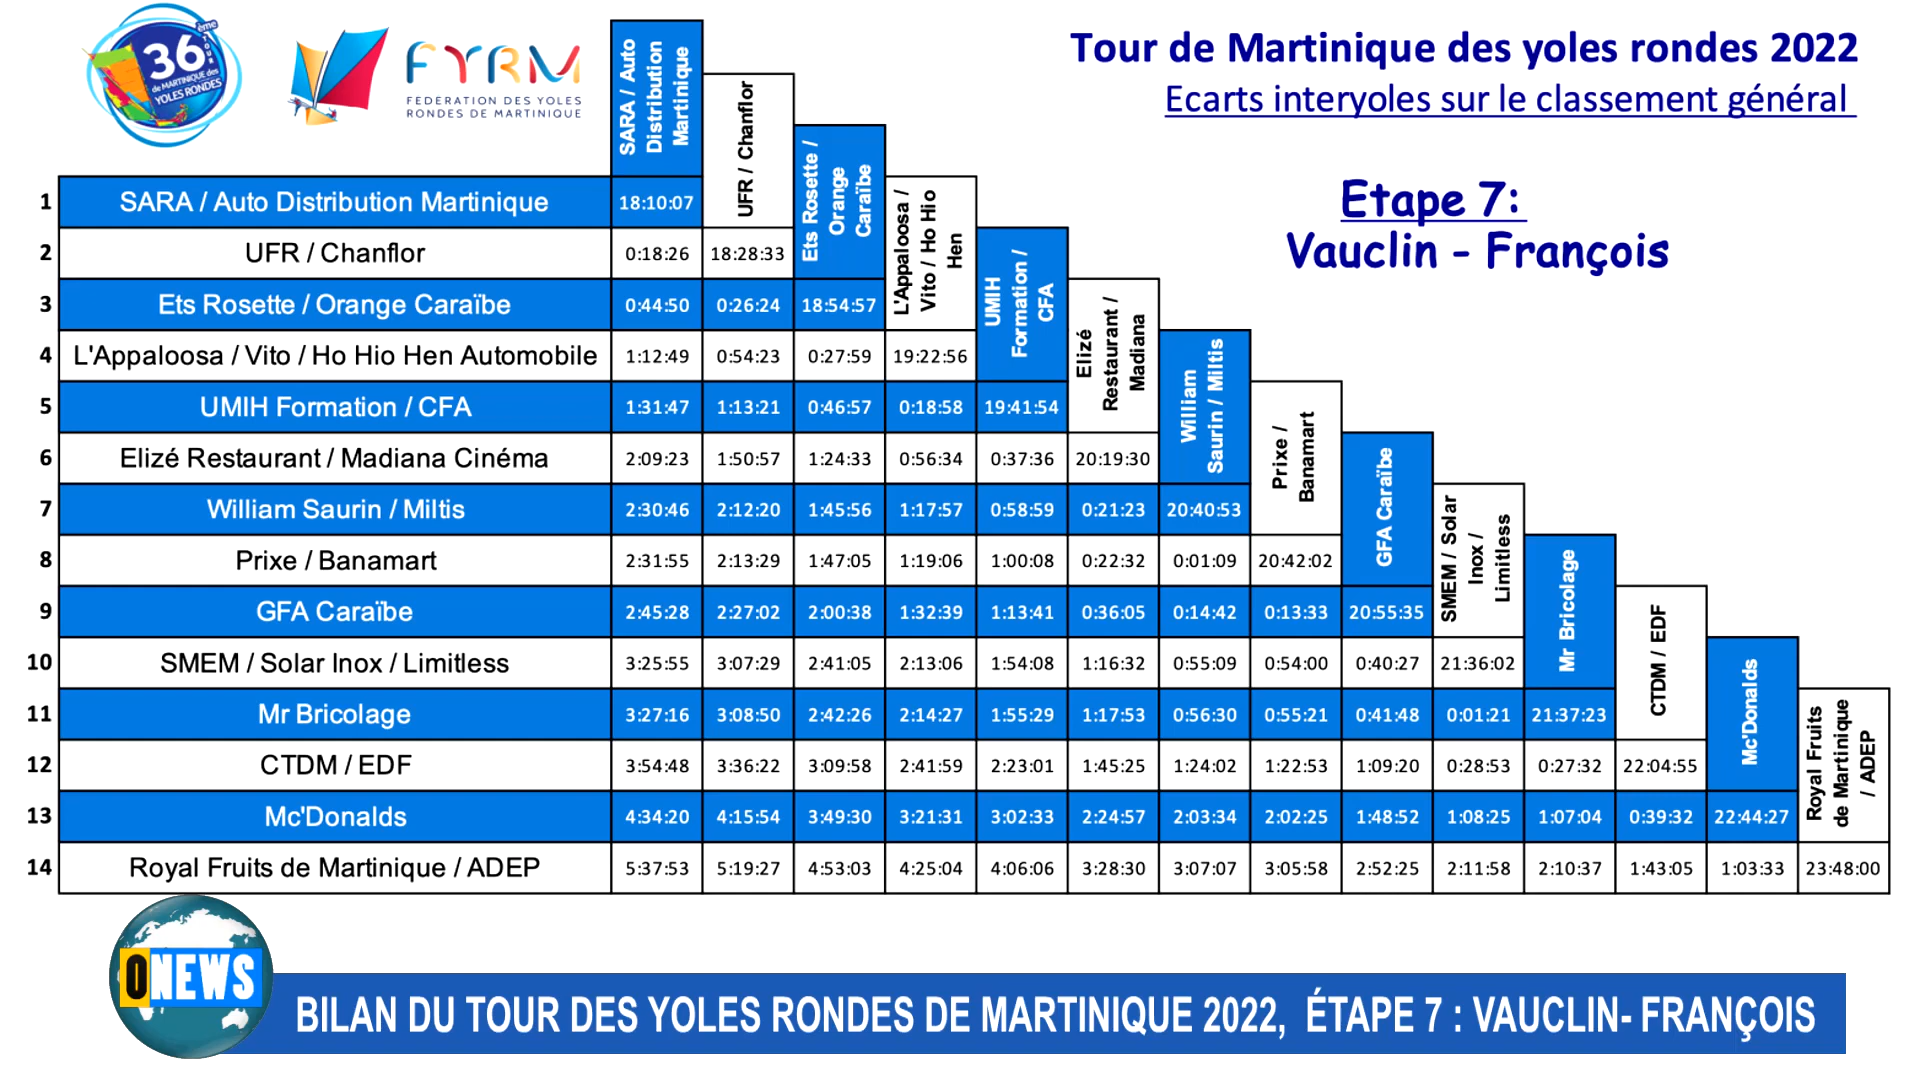 36ème
TOUR
de MARTINIQUE des
YOLES RONDES
FYRM
FEDERATION DES YOLES
RONDES DE MARTINIQUE
Tour de Martinique des yoles rondes 2022
Ecarts interyoles sur le classement général
Etape 7:
Vauclin - François
SARA / Auto
Distribution
Martinique
UFR / Chanflor
Ets Rosette /
Orange
Caraïbe
L'Appaloosa /
Vito / Ho Hio
Hen
UMIH
Formation /
CFA
Elizé
Restaurant /
Madiana
William
Saurin / Miltis
Prixe /
Banamart
GFA Caraïbe
SMEM / Solar
Inox /
Limitless
Mr Bricolage
CTDM / EDF
Mc'Donalds
Royal Fruits
de Martinique
/ ADEP
1 SARA / Auto Distribution Martinique 18:10:07
2 UFR / Chanflor 0:18:26 18:28:33
3 Ets Rosette / Orange Caraïbe 0:44:50 0:26:24 18:54:57
4 L'Appaloosa / Vito / Ho Hio Hen Automobile 1:12:49 0:54:23 0:27:59 19:22:56
5 UMIH Formation / CFA 1:31:47 1:13:21 0:46:57 0:18:58 19:41:54
6 Elizé Restaurant / Madiana Cinéma 2:09:23 1:50:57 1:24:33 0:56:34 0:37:36 20:19:30
7 William Saurin / Miltis 2:30:46 2:12:20 1:45:56 1:17:57 0:58:59 0:21:23 20:40:53
8 Prixe / Banamart 2:31:55 2:13:29 1:47:05 1:19:06 1:00:08 0:22:32 0:01:09 20:42:02
9 GFA Caraïbe 2:45:28 2:27:02 2:00:38 1:32:39 1:13:41 0:36:05 0:14:42 0:13:33 20:55:35
10 SMEM / Solar Inox / Limitless 3:25:55 3:07:29 2:41:05 2:13:06 1:54:08 1:16:32 0:55:09 0:54:00 0:40:27 21:36:02
11 Mr Bricolage 3:27:16 3:08:50 2:42:26 2:14:27 1:55:29 1:17:53 0:56:30 0:55:21 0:41:48 0:01:21 21:37:23
12 CTDM / EDF 3:54:48 3:36:22 3:09:58 2:41:59 2:23:01 1:45:25 1:24:02 1:22:53 1:09:20 0:28:53 0:27:32 22:04:55
13 Mc'Donalds 4:34:20 4:15:54 3:49:30 3:21:31 3:02:33 2:24:57 2:03:34 2:02:25 1:48:52 1:08:25 1:07:04 0:39:32 22:44:27
14 Royal Fruits de Martinique / ADEP 5:37:53 5:19:27 4:53:03 4:25:04 4:06:06 3:28:30 3:07:07 3:05:58 2:52:25 2:11:58 2:10:37 1:43:05 1:03:33 23:48:00
ONEWS
BILAN DU TOUR DES YOLES RONDES DE MARTINIQUE 2022, ÉTAPE 7 : VAUCLIN- FRANÇOIS